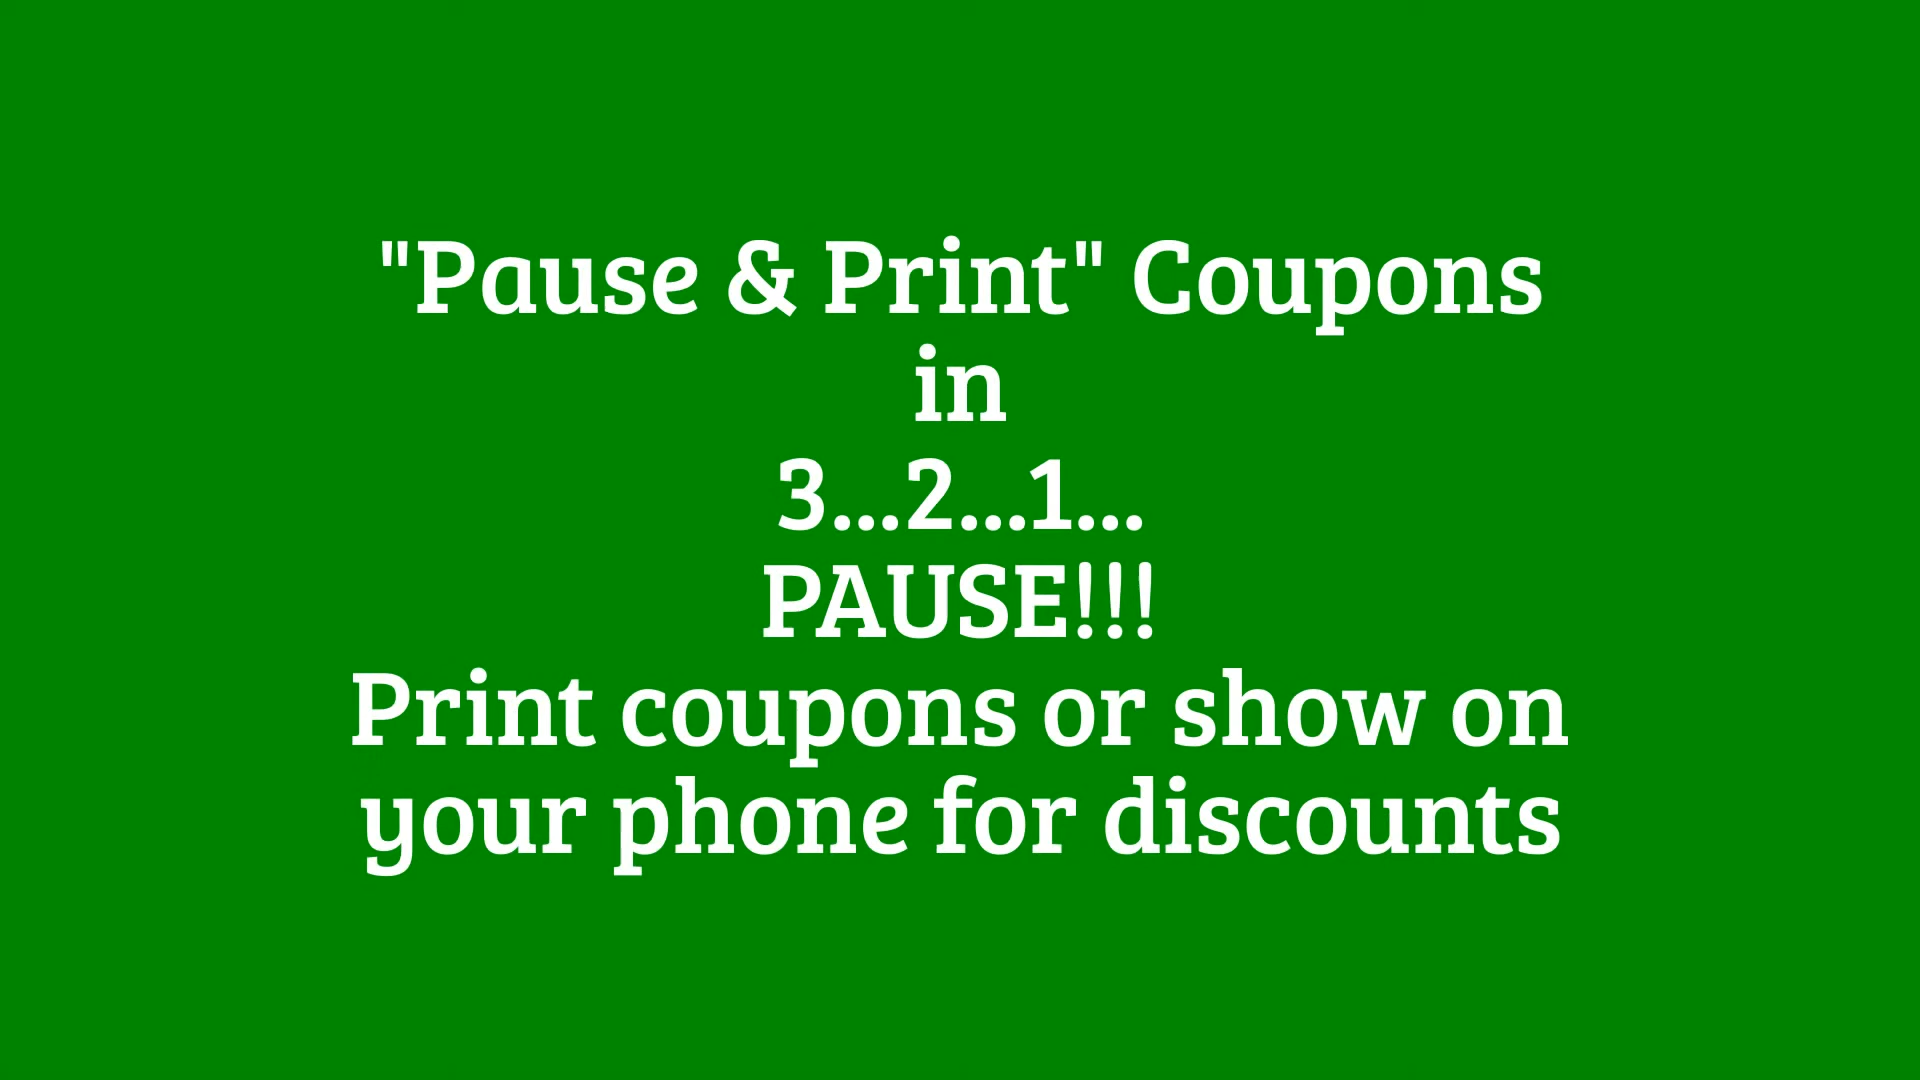 "Pause & Print" Coupons
in
3...2...1...
PAUSE!!!
Print coupons or show on
your phone for discounts